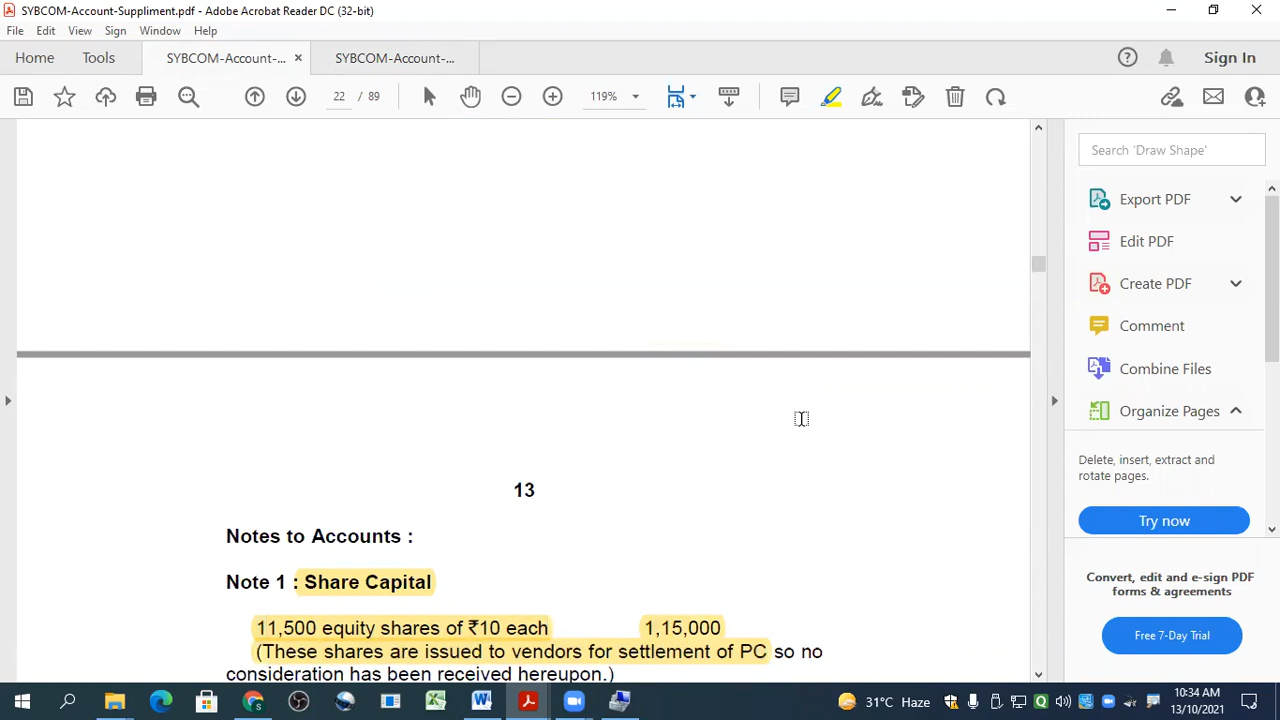 SYBCOM-Account-Suppliment.pdf - Adobe Acrobat Reader DC (32-bit)
File Edit View Sign Window Help
Home Tools SYBCOM-Account-... × SYBCOM-Account-... Sign In
22 / 89 119%
Search 'Draw Shape'
Export PDF
Edit PDF
Create PDF
Comment
Combine Files
Organize Pages
Delete, insert, extract and
rotate pages.
Try now
Convert, edit and e-sign PDF
forms & agreements
Free 7-Day Trial
13
Notes to Accounts :
Note 1 : Share Capital
11,500 equity shares of ₹10 each 1,15,000
(These shares are issued to vendors for settlement of PC so no
consideration has been received hereupon.)
31°C Haze
10:34 AM
13/10/2021